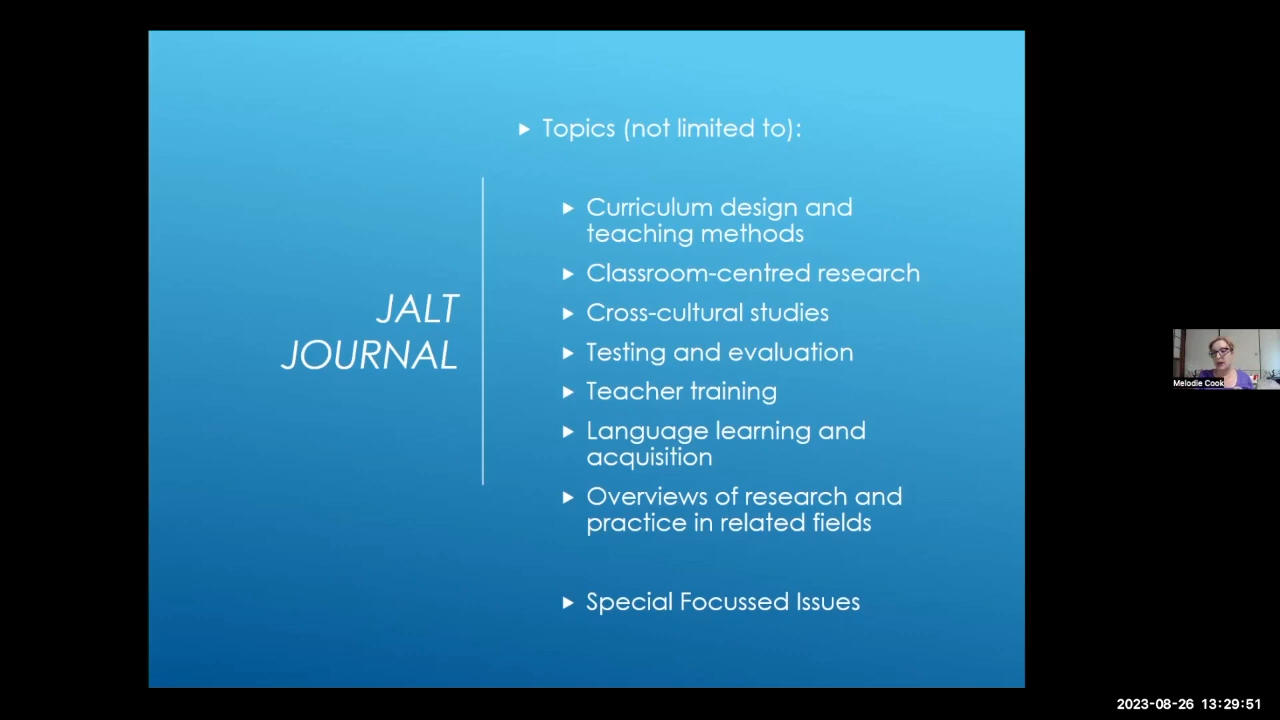 JALT
JOURNAL
Topics (not limited to):
Curriculum design and
teaching methods
Classroom-centred research
Cross-cultural studies
Testing and evaluation
Teacher training
Language learning and
acquisition
Overviews of research and
practice in related fields
Special Focussed Issues
Melodie Cook
2023-08-26 13:29:51